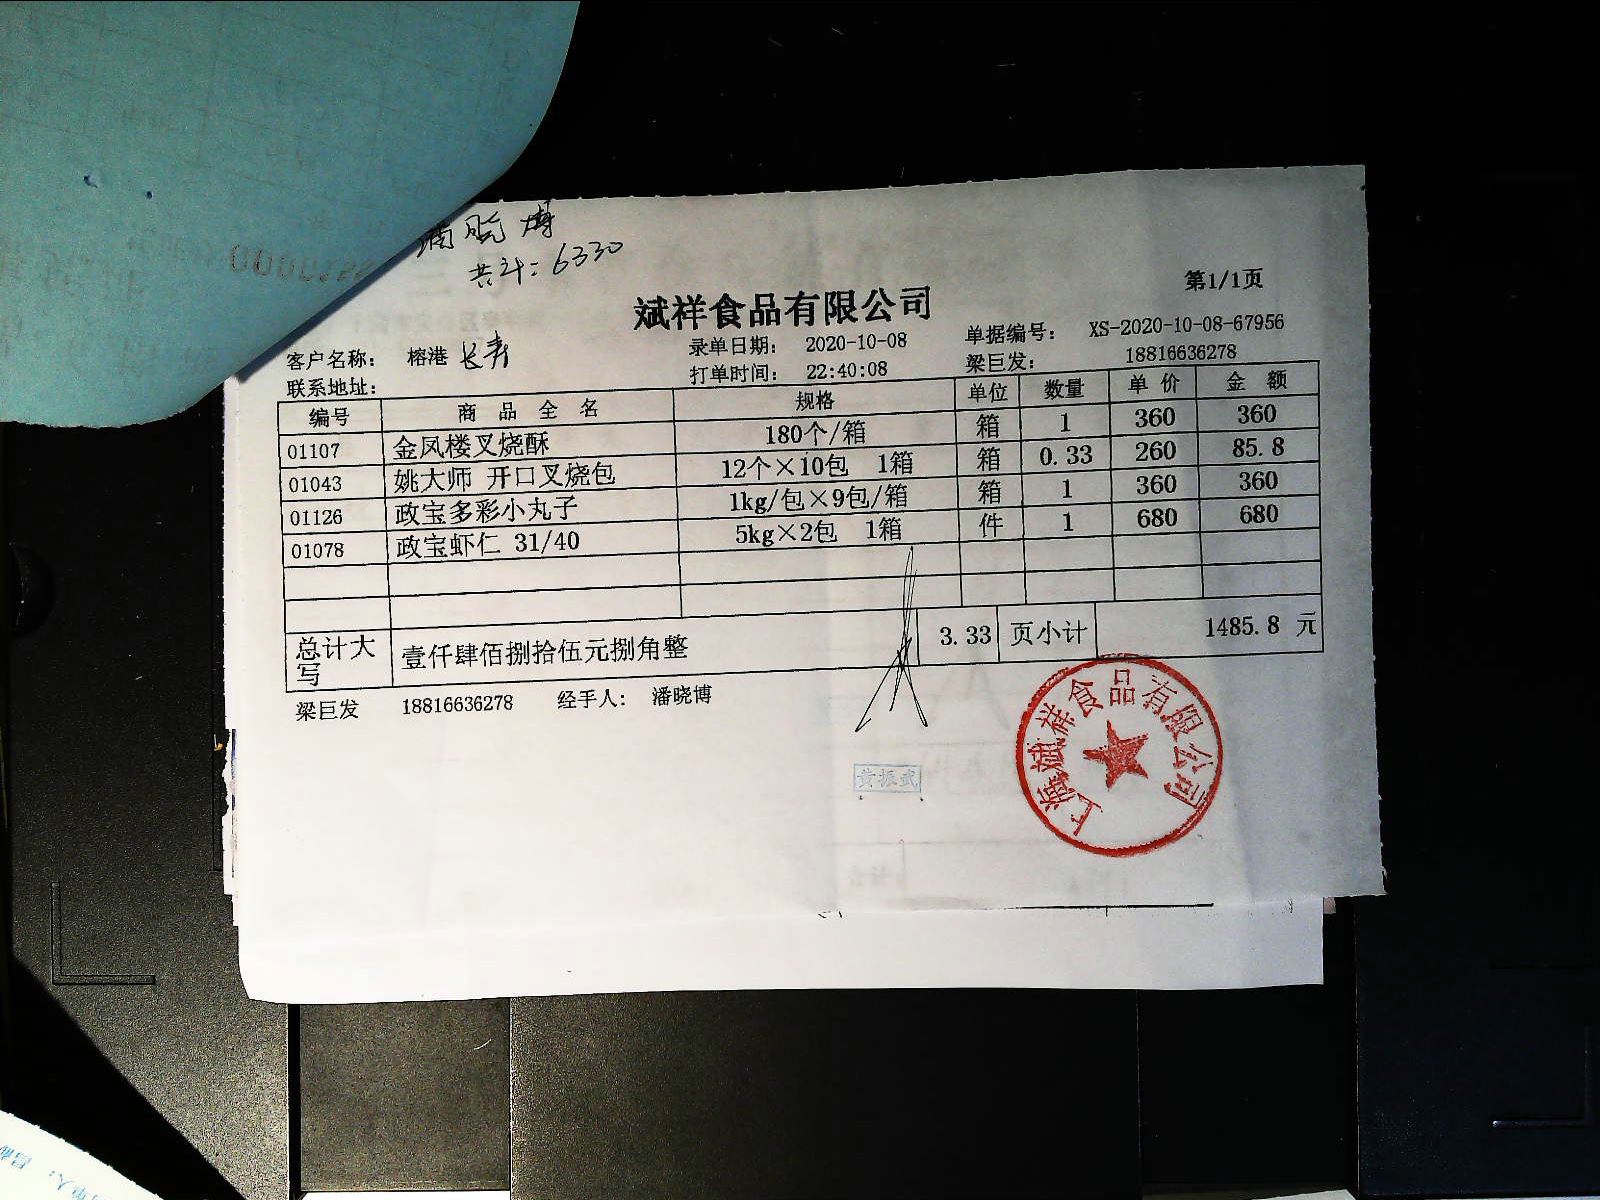 潘晓博
共计：6330
第1/1页
斌祥食品有限公司
客户名称： 榕港 长寿 录单日期： 2020-10-08 单据编号： XS-2020-10-08-67956
联系地址： 打单时间： 22:40:08 梁巨发： 18816636278
编号 商 品 全 名 规格 单位 数量 单 价 金 额
01107 金凤楼叉烧酥 180个/箱 箱 1 360 360
01043 姚大师 开口叉烧包 12个×10包 1箱 箱 0.33 260 85.8
01126 政宝多彩小丸子 1kg/包×9包/箱 箱 1 360 360
01078 政宝虾仁 31/40 5kg×2包 1箱 件 1 680 680
总计大写 壹仟肆佰捌拾伍元捌角整 3.33 页小计 1485.8 元
梁巨发 18816636278 经手人： 潘晓博
黄振武
上海斌祥食品有限公司